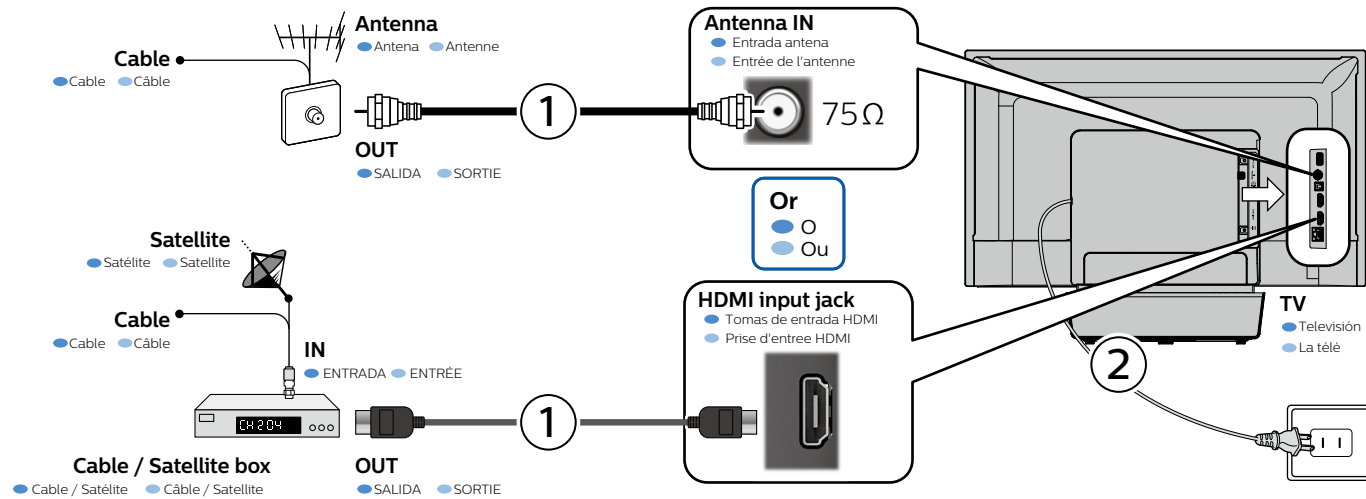 Antenna
Antena Antenne
Cable
Cable Câble
1
OUT
SALIDA SORTIE
Antenna IN
Entrada antena
Entrée de l'antenne
75Ω
Or
O
Ou
Satellite
Satélite Satellite
Cable
Cable Câble
IN
ENTRADA ENTRÉE
CH204
1
Cable / Satellite box
Cable / Satélite Câble / Satellite
OUT
SALIDA SORTIE
HDMI input jack
Tomas de entrada HDMI
Prise d'entree HDMI
TV
Televisión
La télé
2